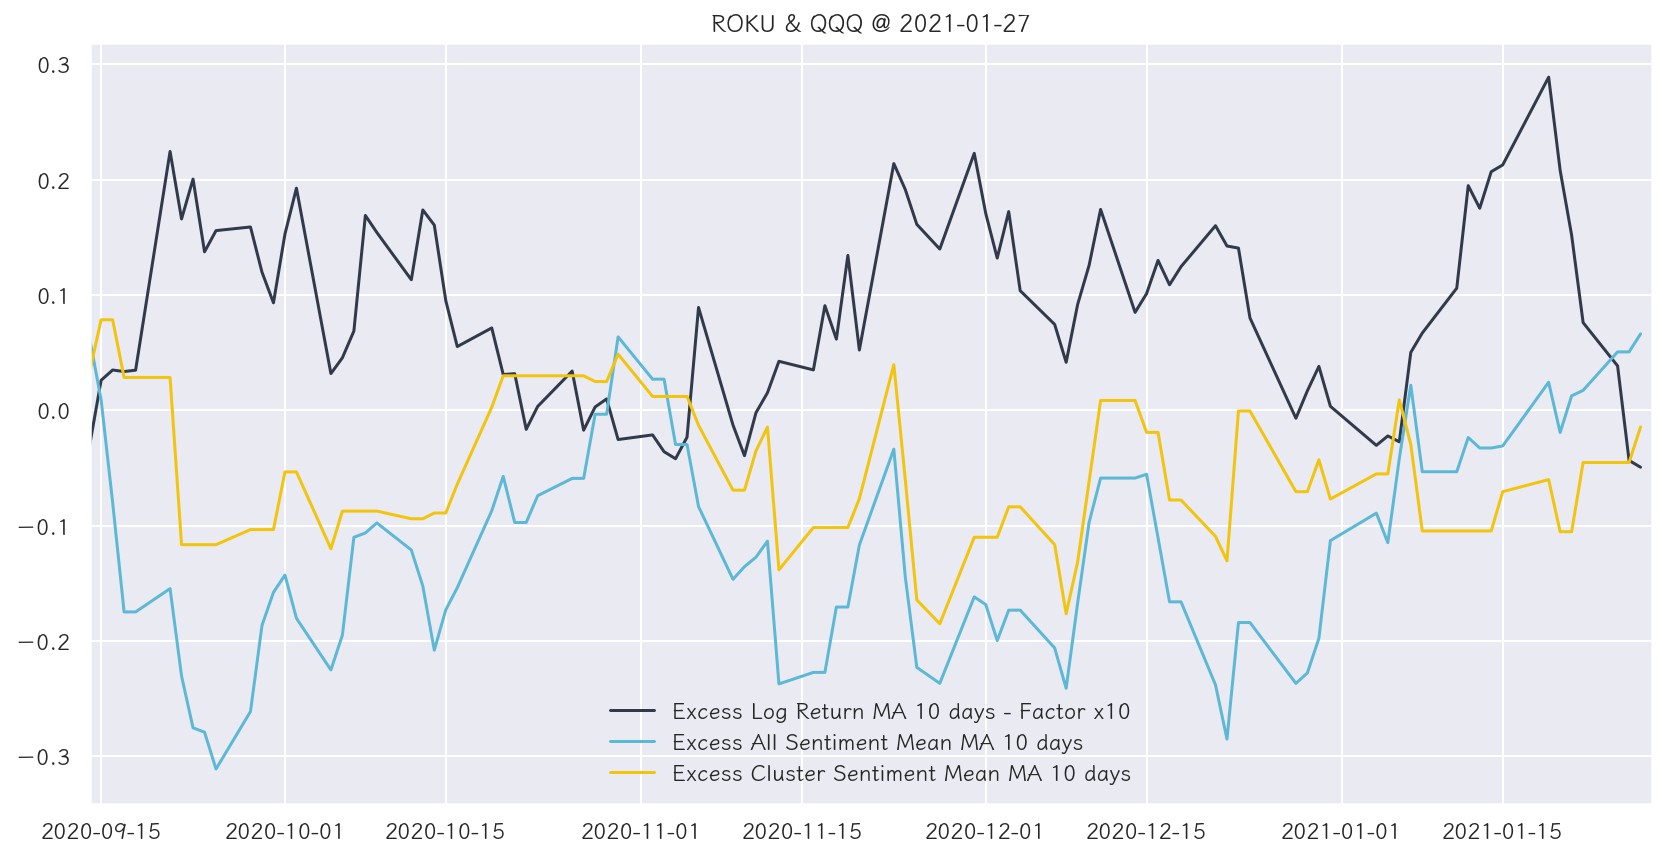 ROKU & QQQ @ 2021-01-27
0.3
0.2
0.1
0.0
−0.1
−0.2
−0.3
Excess Log Return MA 10 days - Factor x10
Excess All Sentiment Mean MA 10 days
Excess Cluster Sentiment Mean MA 10 days
2020-09-15 2020-10-01 2020-10-15 2020-11-01 2020-11-15 2020-12-01 2020-12-15 2021-01-01 2021-01-15